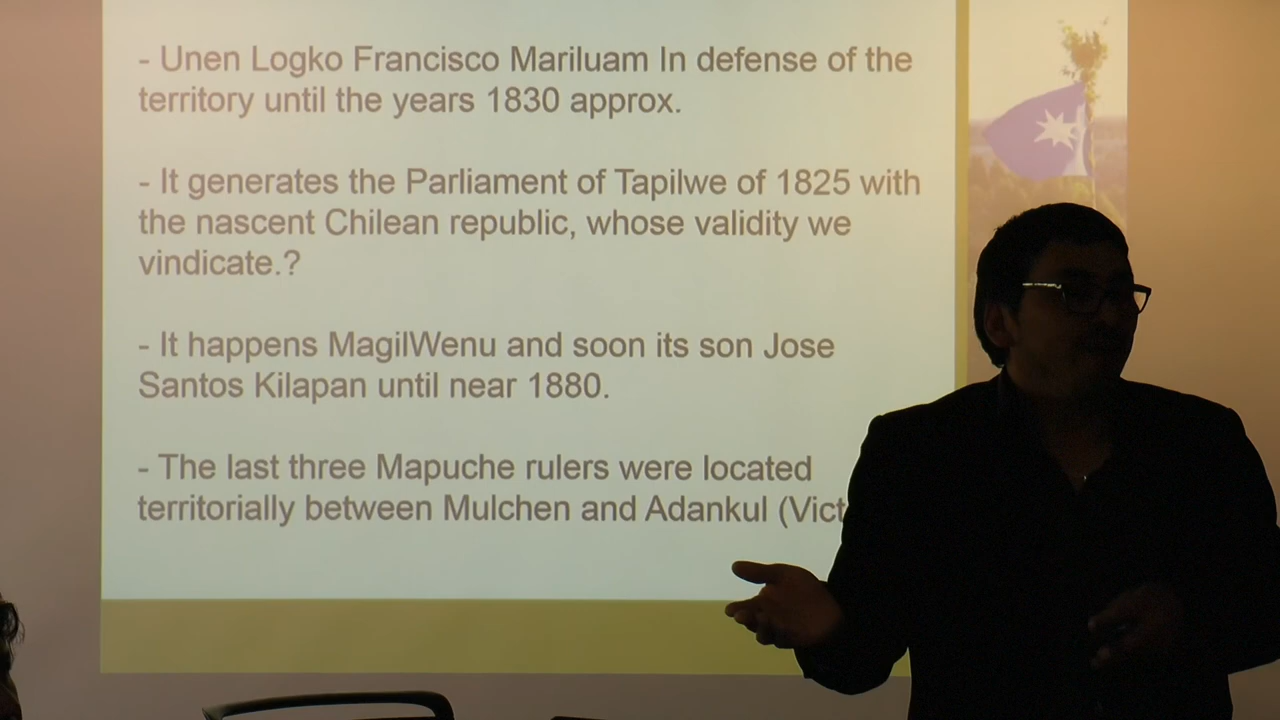 - Unen Logko Francisco Mariluam In defense of the
territory until the years 1830 approx.
- It generates the Parliament of Tapilwe of 1825 with
the nascent Chilean republic, whose validity we
vindicate.?
- It happens MagilWenu and soon its son Jose
Santos Kilapan until near 1880.
- The last three Mapuche rulers were located
territorially between Mulchen and Adankul (Vict